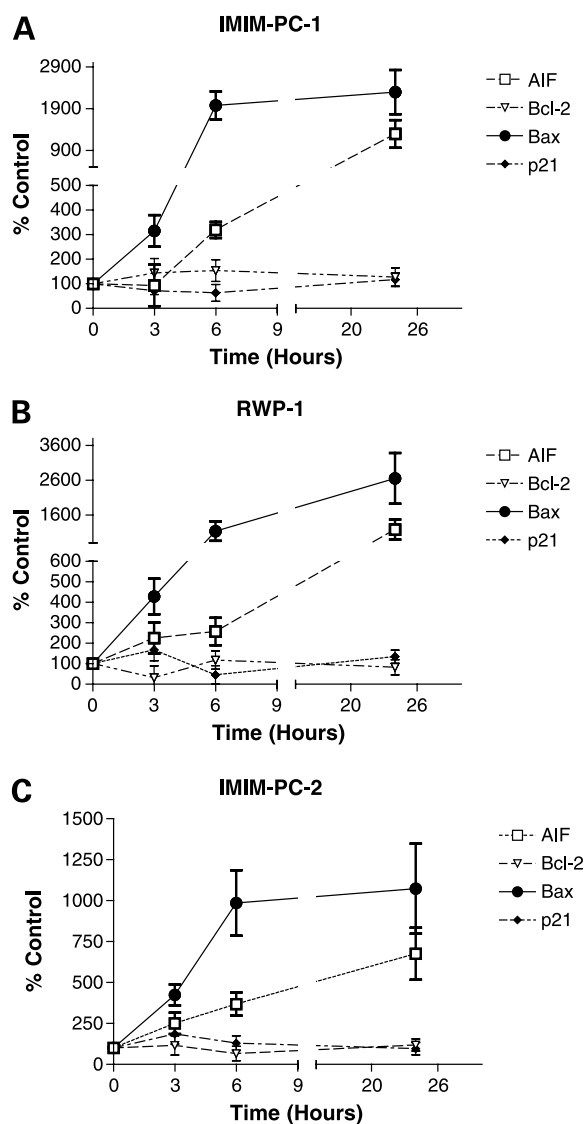 A
IMIM-PC-1
2900
1900
900
500
400
300
200
100
0
% Control
0 3 6 9 20 26
Time (Hours)
AIF
Bcl-2
Bax
p21
B
RWP-1
3600
2600
1600
600
500
400
300
200
100
0
% Control
0 3 6 9 20 26
Time (Hours)
AIF
Bcl-2
Bax
p21
C
IMIM-PC-2
1500
1250
1000
750
500
250
0
% Control
0 3 6 9 20 26
Time (Hours)
AIF
Bcl-2
Bax
p21